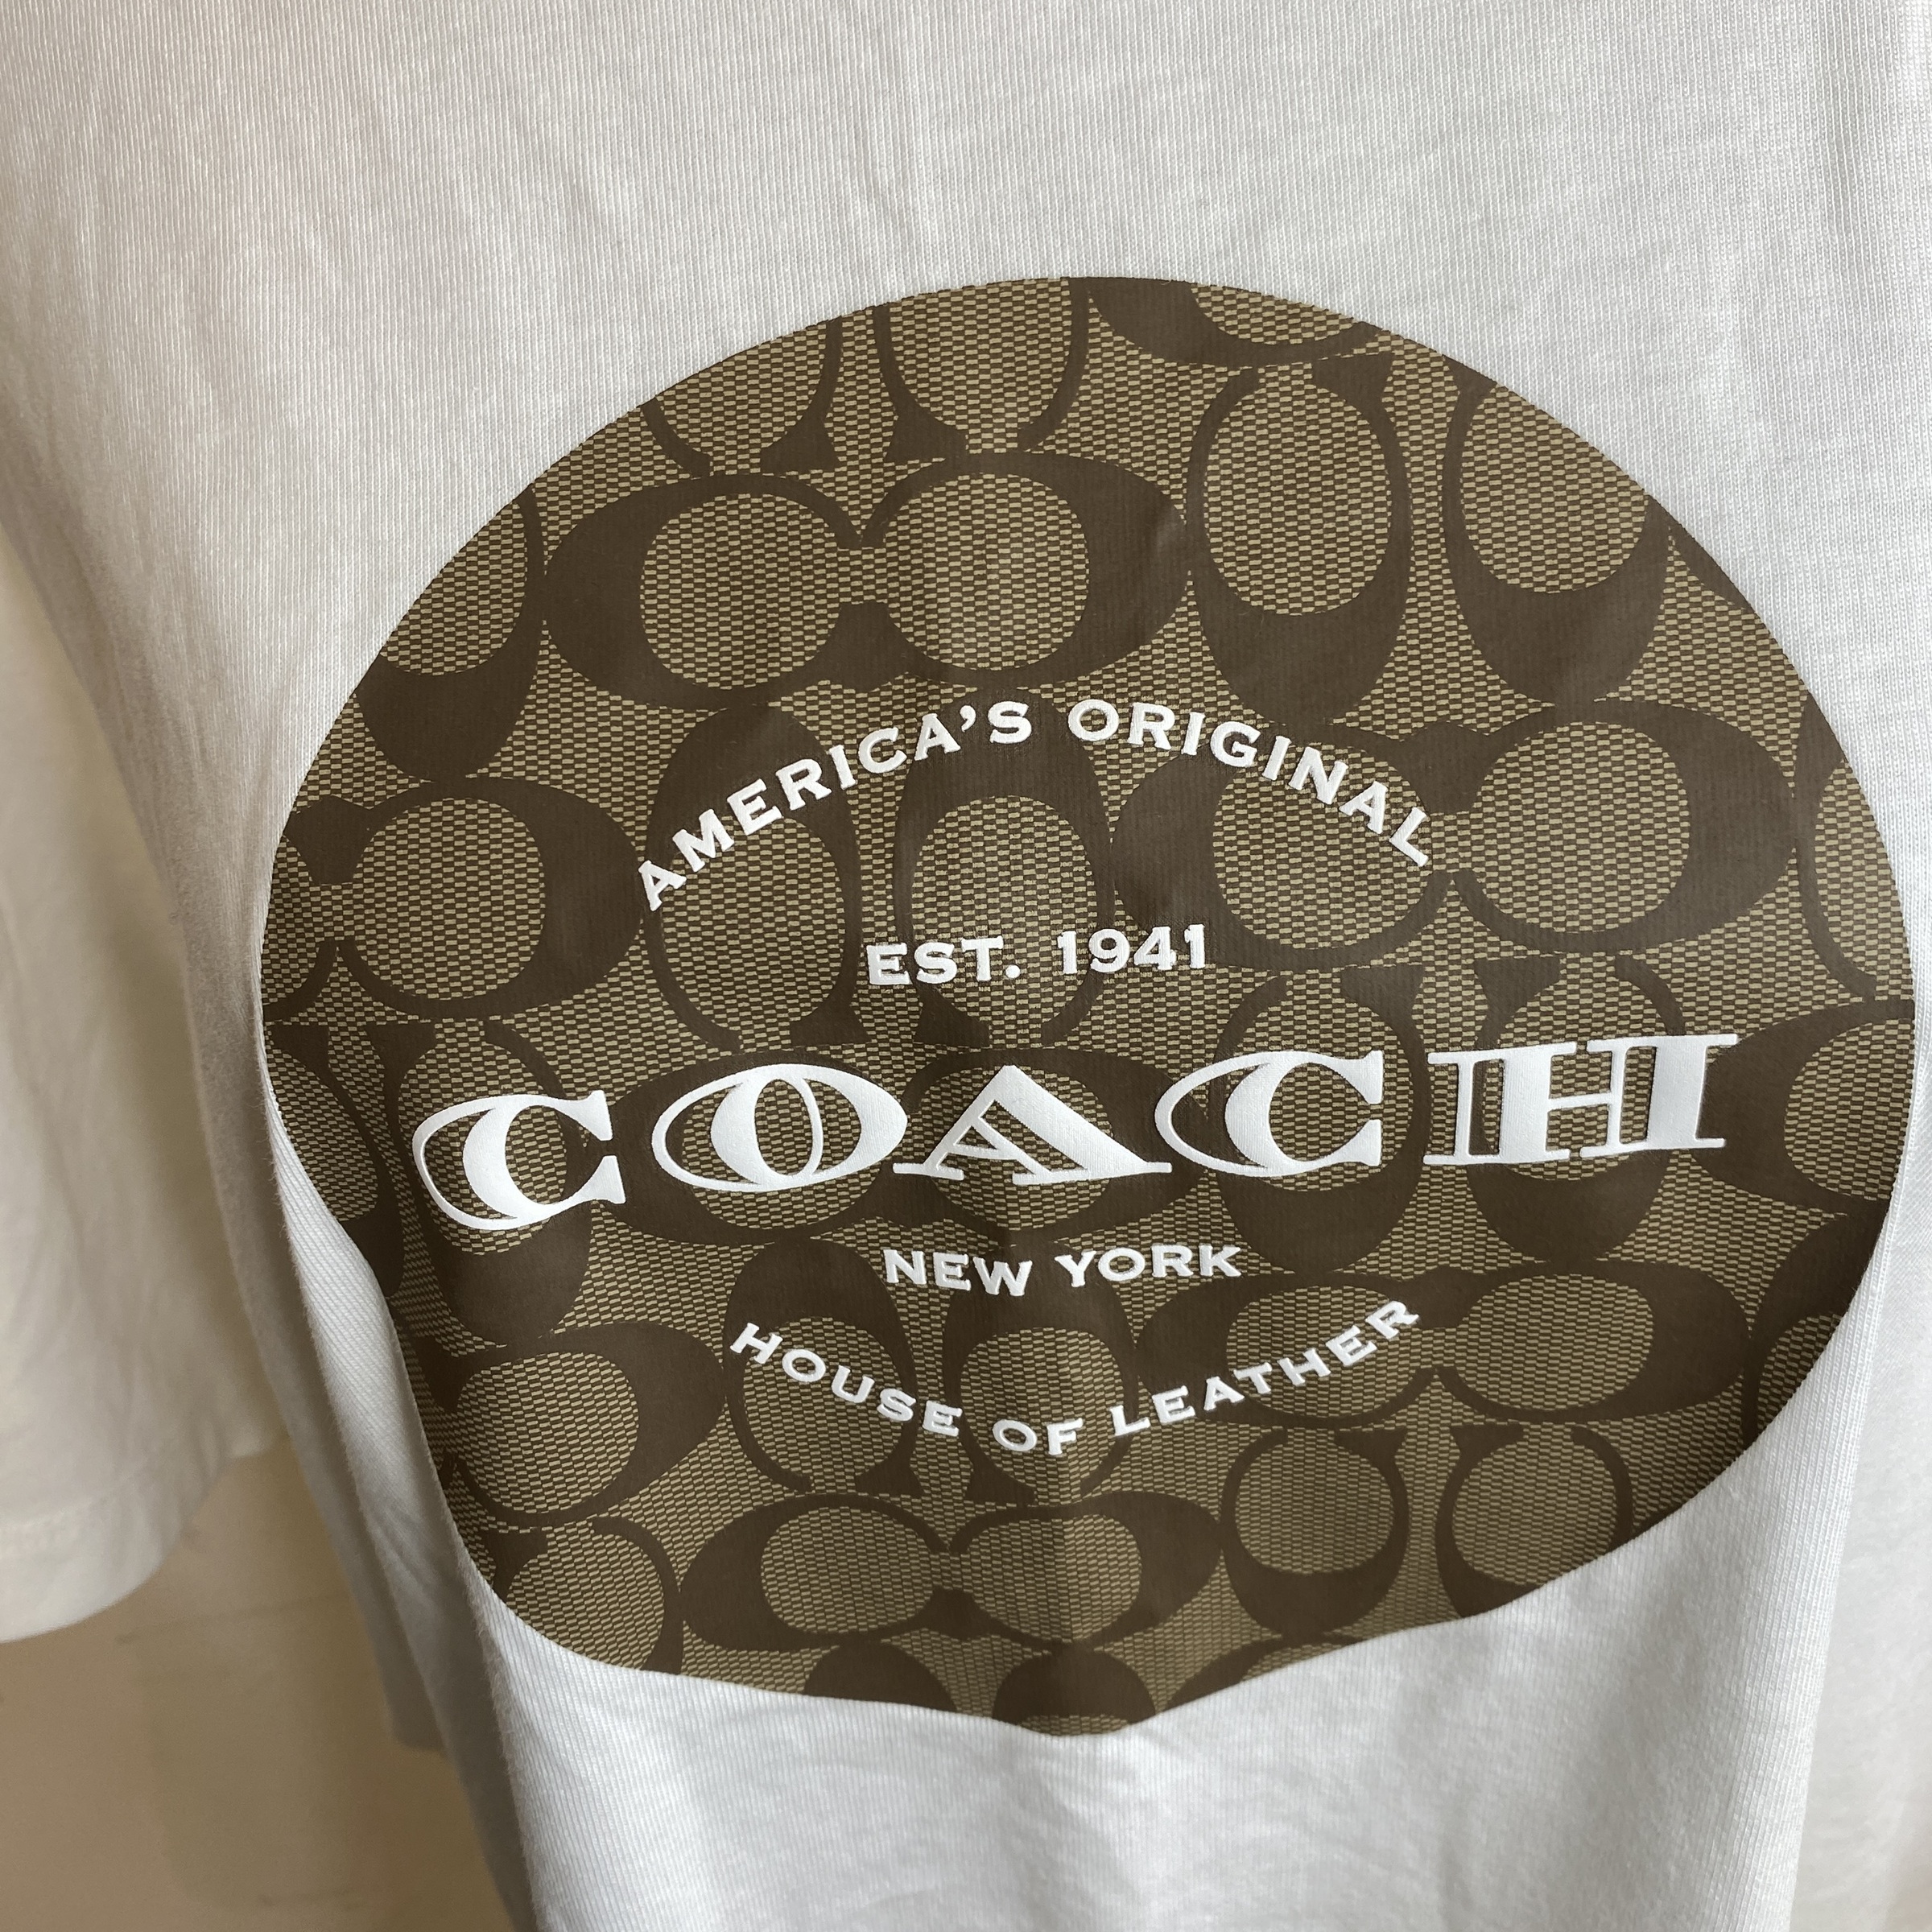 AMERICA'S ORIGINAL
EST. 1941
COACH
NEW YORK
HOUSE OF LEATHER